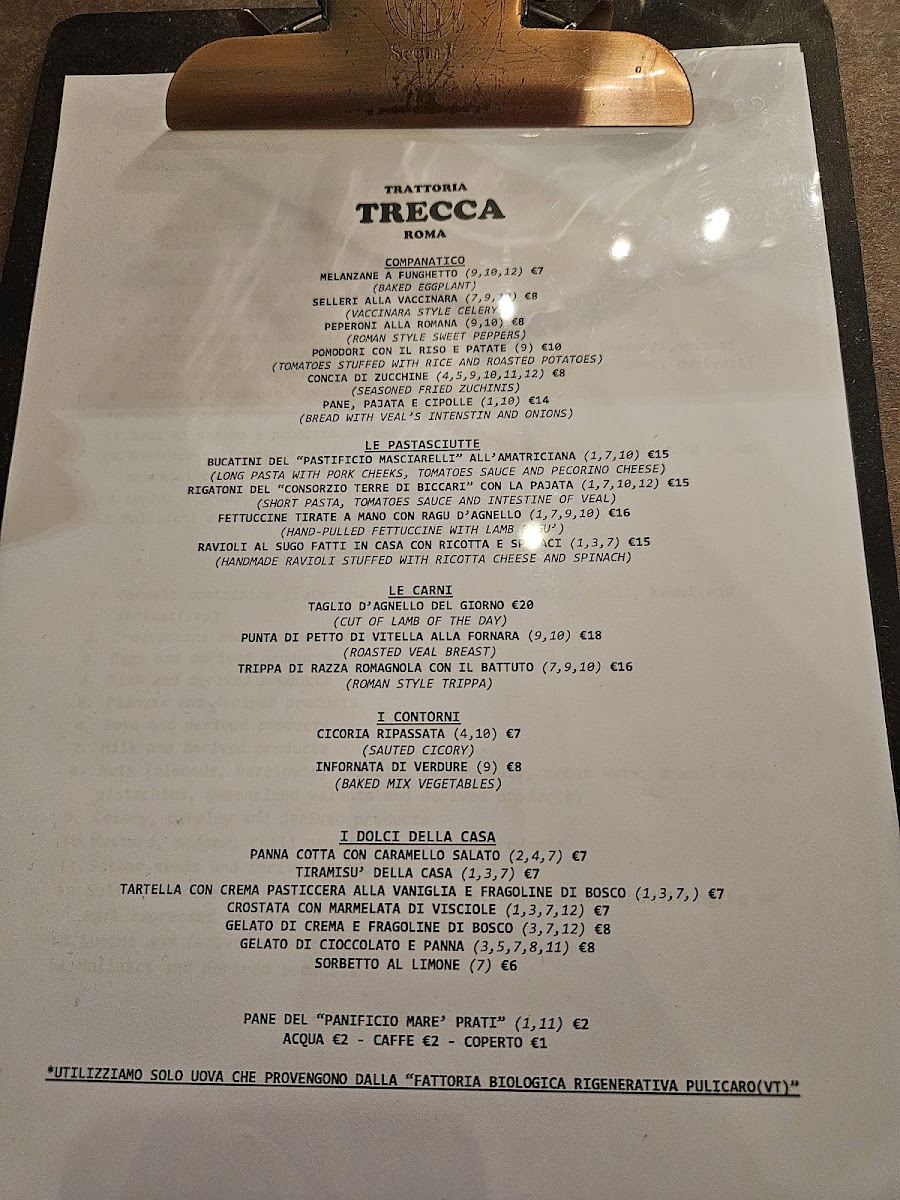 TRATTORIA
TRECCA
ROMA
COMPANATICO
MELANZANE A FUNGHETTO (9,10,12) €7
(BAKED EGGPLANT)
SELLERI ALLA VACCINARA (7,9, €8
(VACCINARA STYLE CELERY
PEPERONI ALLA ROMANA (9,10) €8
(ROMAN STYLE SWEET PEPPERS)
POMODORI CON IL RISO E PATATE (9) €10
(TOMATOES STUFFED WITH RICE AND ROASTED POTATOES)
CONCIA DI ZUCCHINE (4,5,9,10,11,12) €8
(SEASONED FRIED ZUCHINIS)
PANE, PAJATA E CIPOLLE (1,10) €14
(BREAD WITH VEAL'S INTENSTIN AND ONIONS)
LE PASTASCIUTTE
BUCATINI DEL "PASTIFICIO MASCIARELLI" ALL'AMATRICIANA (1,7,10) €15
(LONG PASTA WITH PORK CHEEKS, TOMATOES SAUCE AND PECORINO CHEESE)
RIGATONI DEL "CONSORZIO TERRE DI BICCARI" CON LA PAJATA (1,7,10,12) €15
(SHORT PASTA, TOMATOES SAUCE AND INTESTINE OF VEAL)
FETTUCCINE TIRATE A MANO CON RAGU D'AGNELLO (1,7,9,10) €16
(HAND-PULLED FETTUCCINE WITH LAMB RAGU')
RAVIOLI AL SUGO FATTI IN CASA CON RICOTTA E SPINACI (1,3,7) €15
(HANDMADE RAVIOLI STUFFED WITH RICOTTA CHEESE AND SPINACH)
LE CARNI
TAGLIO D'AGNELLO DEL GIORNO €20
(CUT OF LAMB OF THE DAY)
PUNTA DI PETTO DI VITELLA ALLA FORNARA (9,10) €18
(ROASTED VEAL BREAST)
TRIPPA DI RAZZA ROMAGNOLA CON IL BATTUTO (7,9,10) €16
(ROMAN STYLE TRIPPA)
I CONTORNI
CICORIA RIPASSATA (4,10) €7
(SAUTED CICORY)
INFORNATA DI VERDURE (9) €8
(BAKED MIX VEGETABLES)
I DOLCI DELLA CASA
PANNA COTTA CON CARAMELLO SALATO (2,4,7) €7
TIRAMISU' DELLA CASA (1,3,7) €7
TARTELLA CON CREMA PASTICCERA ALLA VANIGLIA E FRAGOLINE DI BOSCO (1,3,7,) €7
CROSTATA CON MARMELATA DI VISCIOLE (1,3,7,12) €7
GELATO DI CREMA E FRAGOLINE DI BOSCO (3,7,12) €8
GELATO DI CIOCCOLATO E PANNA (3,5,7,8,11) €8
SORBETTO AL LIMONE (7) €6
PANE DEL "PANIFICIO MARE' PRATI" (1,11) €2
ACQUA €2 - CAFFE €2 - COPERTO €1
*UTILIZZIAMO SOLO UOVA CHE PROVENGONO DALLA "FATTORIA BIOLOGICA RIGENERATIVA PULICARO(VT)"